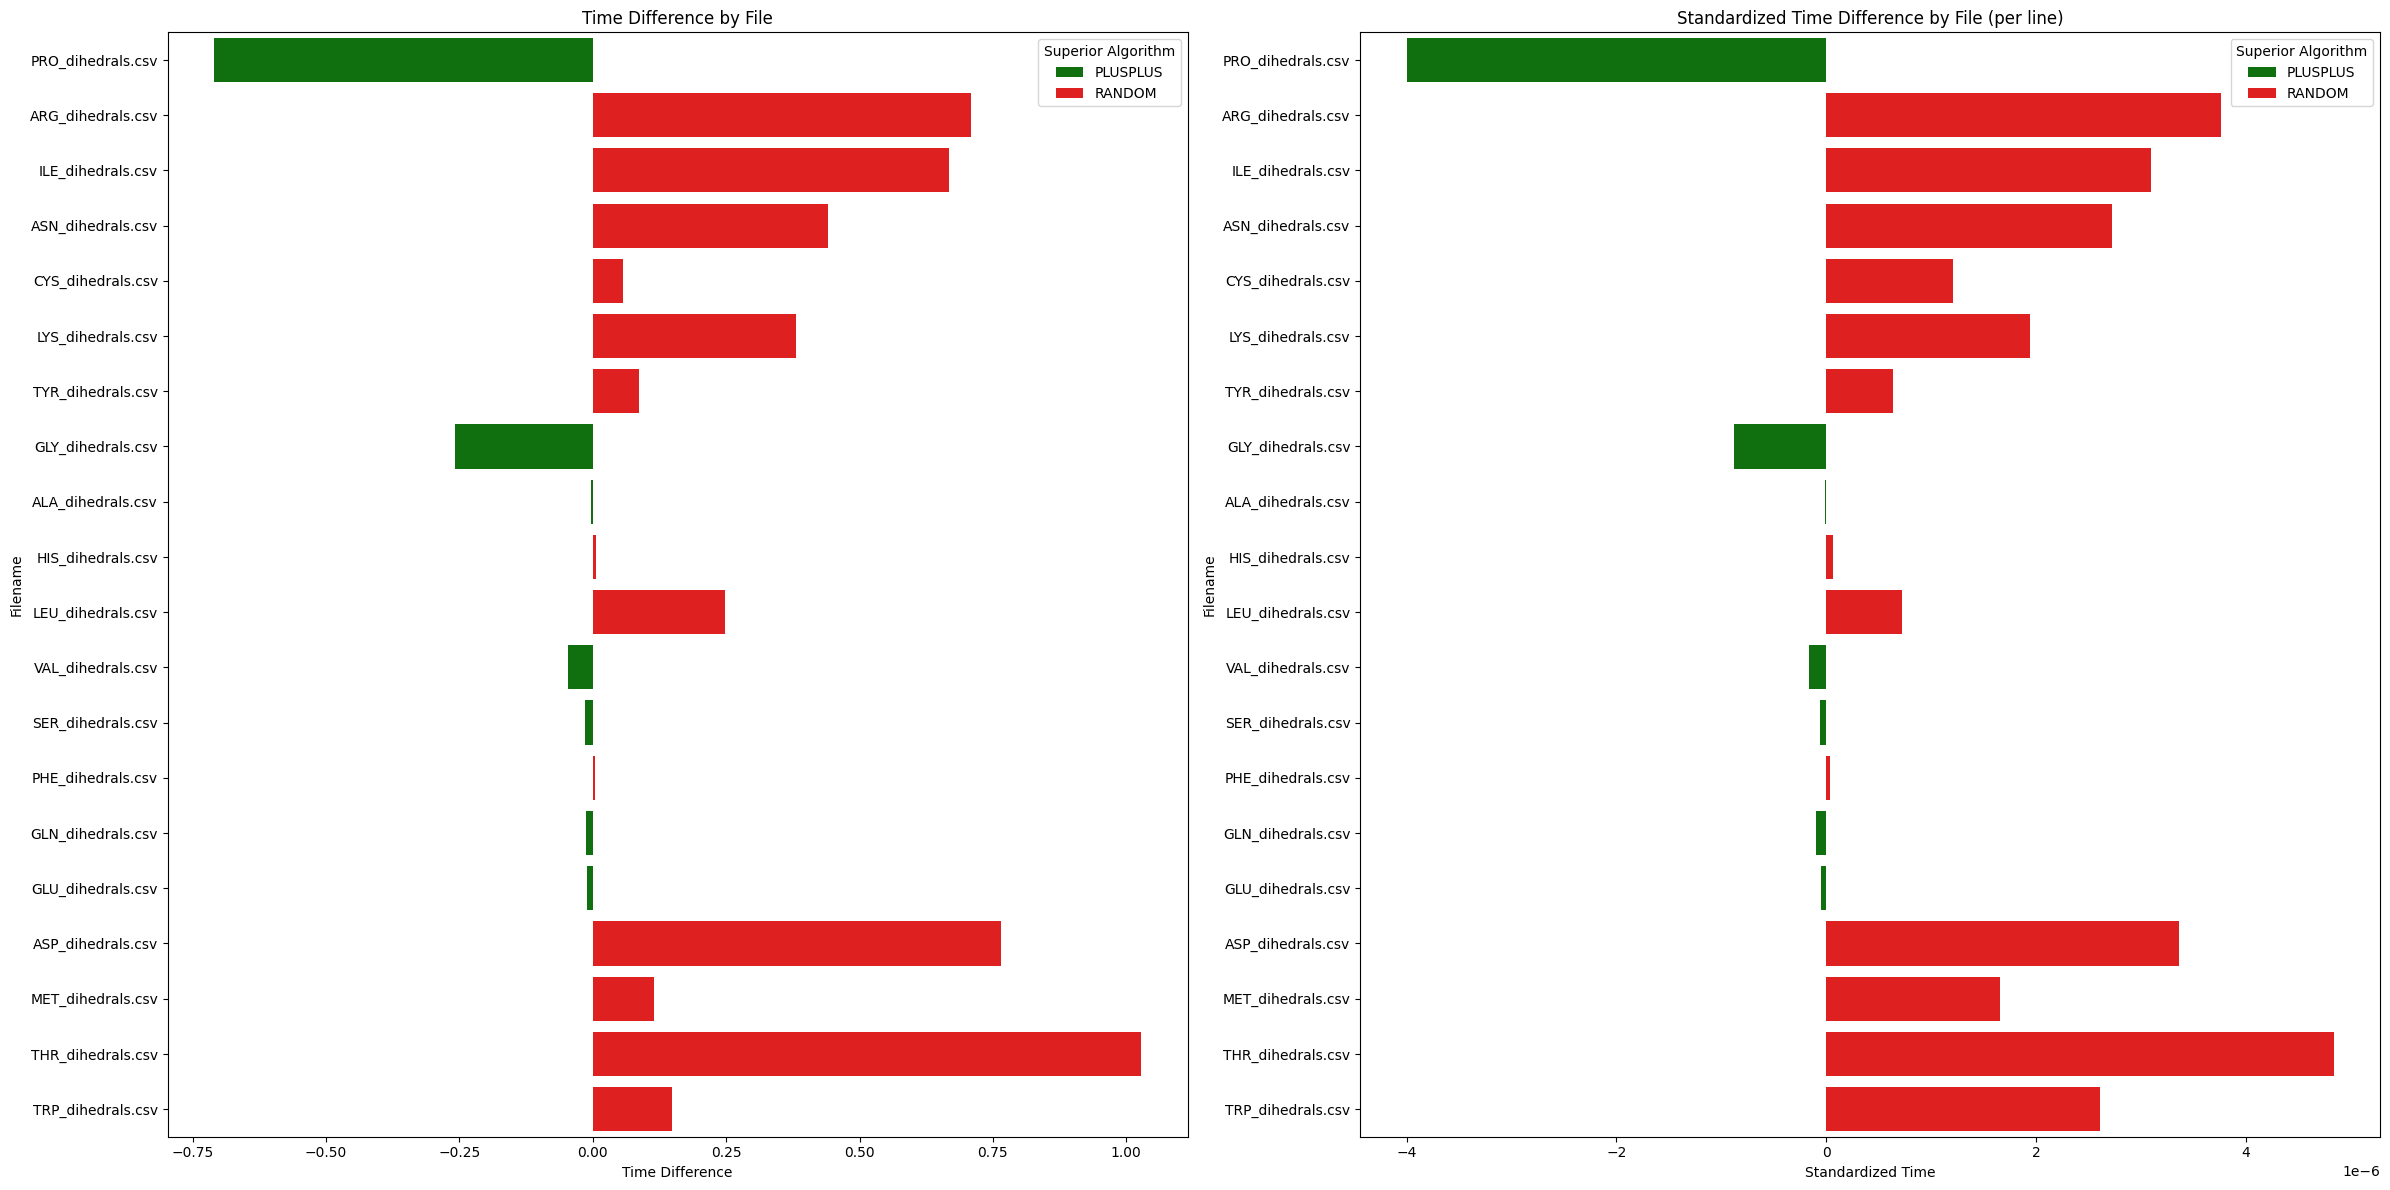 Time Difference by File
PRO_dihedrals.csv
ARG_dihedrals.csv
ILE_dihedrals.csv
ASN_dihedrals.csv
CYS_dihedrals.csv
LYS_dihedrals.csv
TYR_dihedrals.csv
GLY_dihedrals.csv
ALA_dihedrals.csv
HIS_dihedrals.csv
LEU_dihedrals.csv
VAL_dihedrals.csv
SER_dihedrals.csv
PHE_dihedrals.csv
GLN_dihedrals.csv
GLU_dihedrals.csv
ASP_dihedrals.csv
MET_dihedrals.csv
THR_dihedrals.csv
TRP_dihedrals.csv
Filename
Superior Algorithm
PLUSPLUS
RANDOM
−0.75 −0.50 −0.25 0.00 0.25 0.50 0.75 1.00
Time Difference
Standardized Time Difference by File (per line)
PRO_dihedrals.csv
ARG_dihedrals.csv
ILE_dihedrals.csv
ASN_dihedrals.csv
CYS_dihedrals.csv
LYS_dihedrals.csv
TYR_dihedrals.csv
GLY_dihedrals.csv
ALA_dihedrals.csv
HIS_dihedrals.csv
LEU_dihedrals.csv
VAL_dihedrals.csv
SER_dihedrals.csv
PHE_dihedrals.csv
GLN_dihedrals.csv
GLU_dihedrals.csv
ASP_dihedrals.csv
MET_dihedrals.csv
THR_dihedrals.csv
TRP_dihedrals.csv
Filename
Superior Algorithm
PLUSPLUS
RANDOM
−4 −2 0 2 4
1e−6
Standardized Time